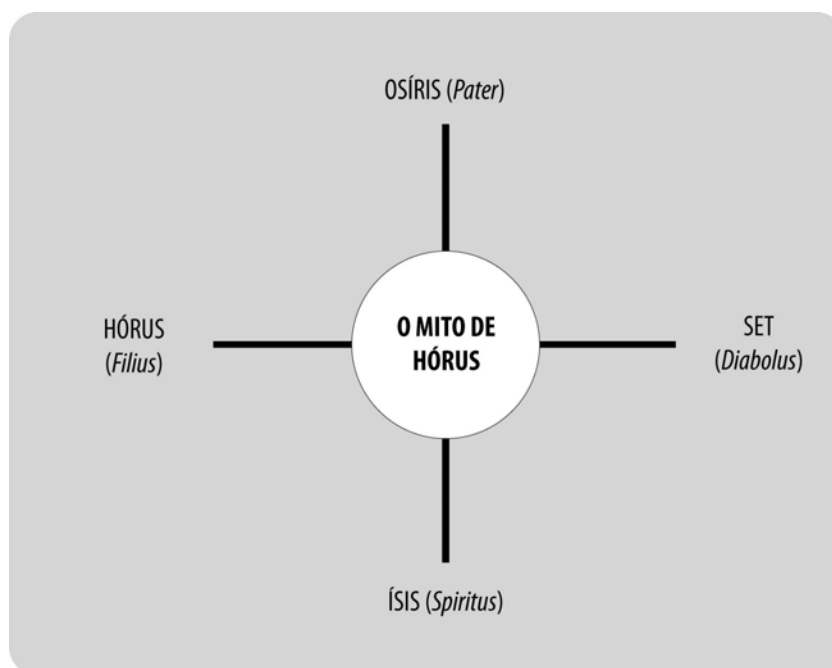 OSÍRIS (Pater)
HÓRUS
(Filius)
O MITO DE
HÓRUS
SET
(Diabolus)
ÍSIS (Spiritus)